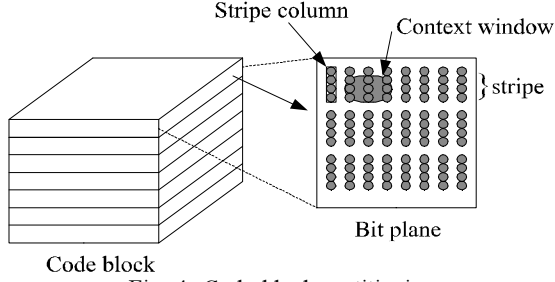 Stripe column
Context window
stripe
Bit plane
Code block